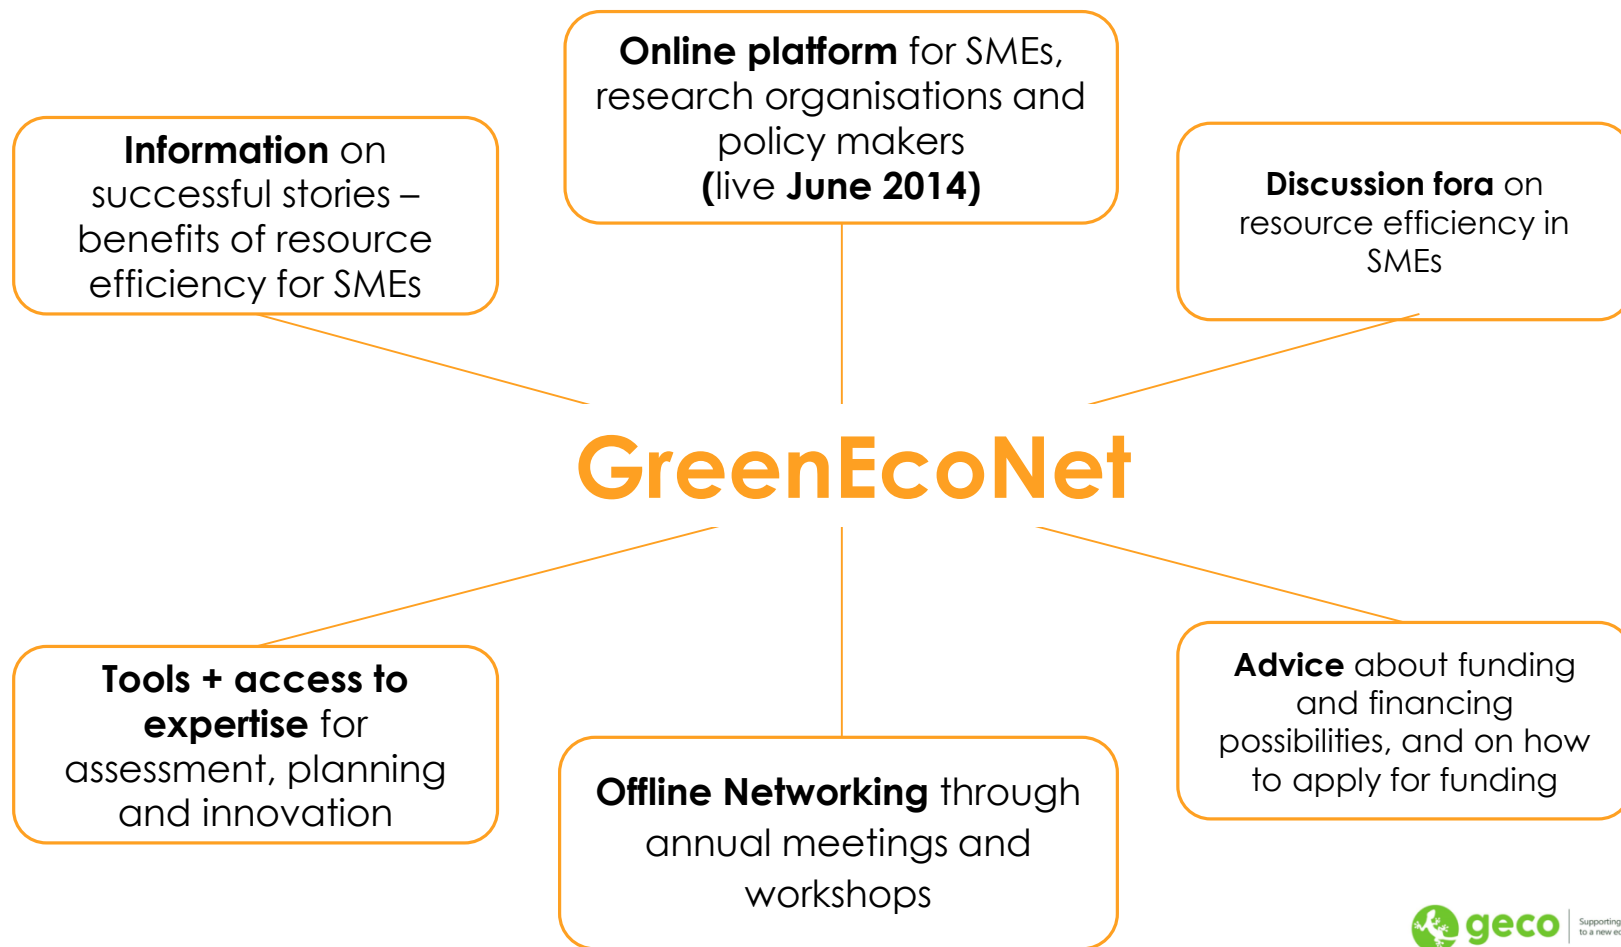 Online platform for SMEs,
research organisations and
policy makers
(live June 2014)
Information on
successful stories –
benefits of resource
efficiency for SMEs
Discussion fora on
resource efficiency in
SMEs
GreenEcoNet
Tools + access to
expertise for
assessment, planning
and innovation
Offline Networking through
annual meetings and
workshops
Advice about funding
and financing
possibilities, and on how
to apply for funding
geco
Supporting
to a new